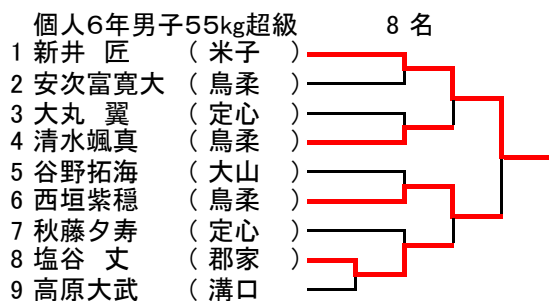 個人6年男子55kg超級 8 名
1 新井 匠 ( 米子 )
2 安次富寛大 ( 鳥柔 )
3 大丸 翼 ( 定心 )
4 清水颯真 ( 鳥柔 )
5 谷野拓海 ( 大山 )
6 西垣紫穏 ( 鳥柔 )
7 秋藤夕寿 ( 定心 )
8 塩谷 丈 ( 郡家 )
9 高原大武 ( 溝口